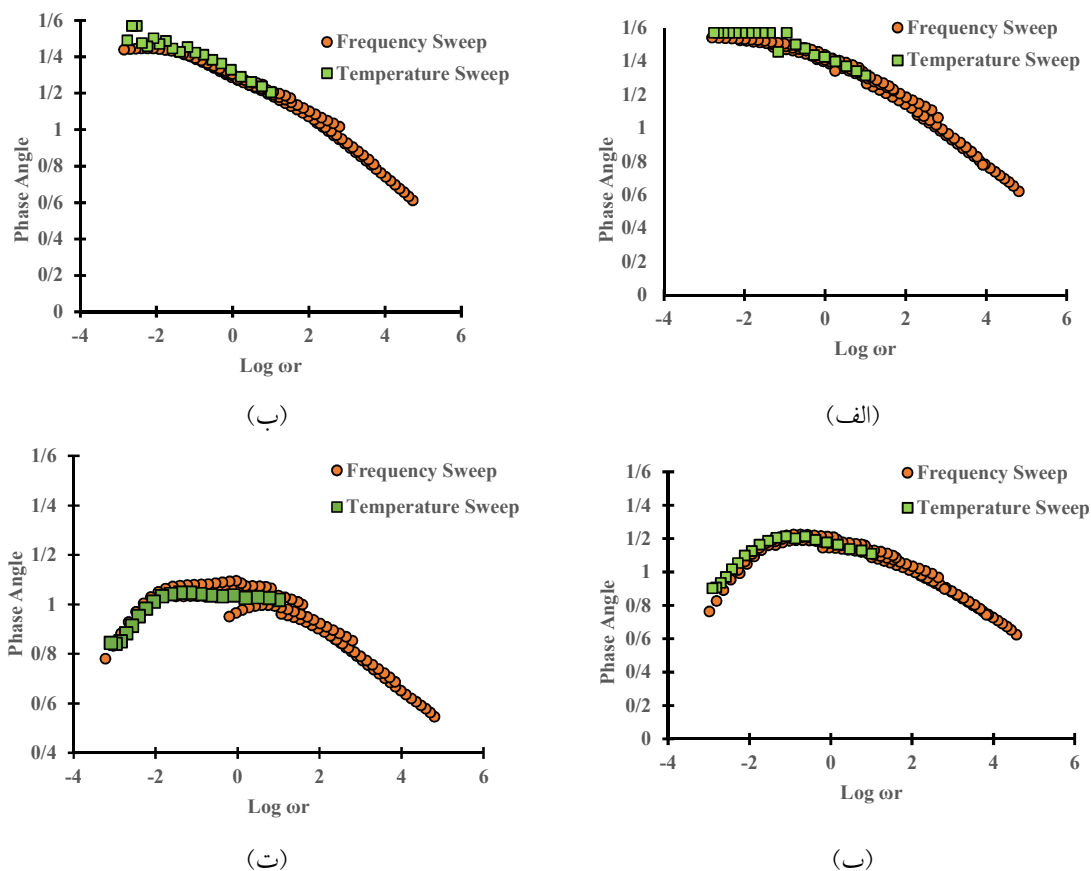 1/6
1/4
1/2
1
0/8
0/6
0/4
0/2
0
Phase Angle
Frequency Sweep
Temperature Sweep
-4 -2 0 2 4 6
Log ωr
(الف)
1/6
1/4
1/2
1
0/8
0/6
0/4
0/2
0
Phase Angle
Frequency Sweep
Temperature Sweep
-4 -2 0 2 4 6
Log ωr
(ب)
1/6
1/4
1/2
1
0/8
0/6
0/4
0/2
0
Phase Angle
Frequency Sweep
Temperature Sweep
-4 -2 0 2 4 6
Log ωr
(ب)
1/6
1/4
1/2
1
0/8
0/6
0/4
Phase Angle
Frequency Sweep
Temperature Sweep
-4 -2 0 2 4 6
Log ωr
(ت)